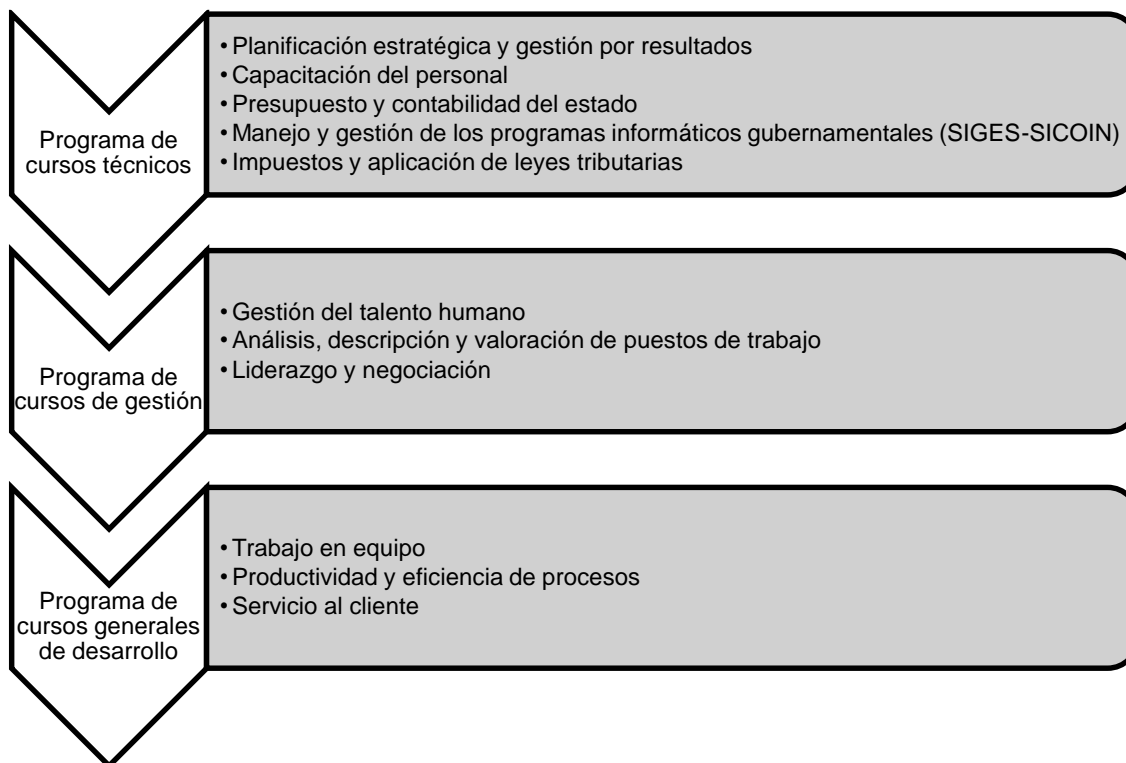 Programa de
cursos técnicos
• Planificación estratégica y gestión por resultados
• Capacitación del personal
• Presupuesto y contabilidad del estado
• Manejo y gestión de los programas informáticos gubernamentales (SIGES-SICOIN)
• Impuestos y aplicación de leyes tributarias
Programa de
cursos de gestión
• Gestión del talento humano
• Análisis, descripción y valoración de puestos de trabajo
• Liderazgo y negociación
Programa de
cursos generales
de desarrollo
• Trabajo en equipo
• Productividad y eficiencia de procesos
• Servicio al cliente